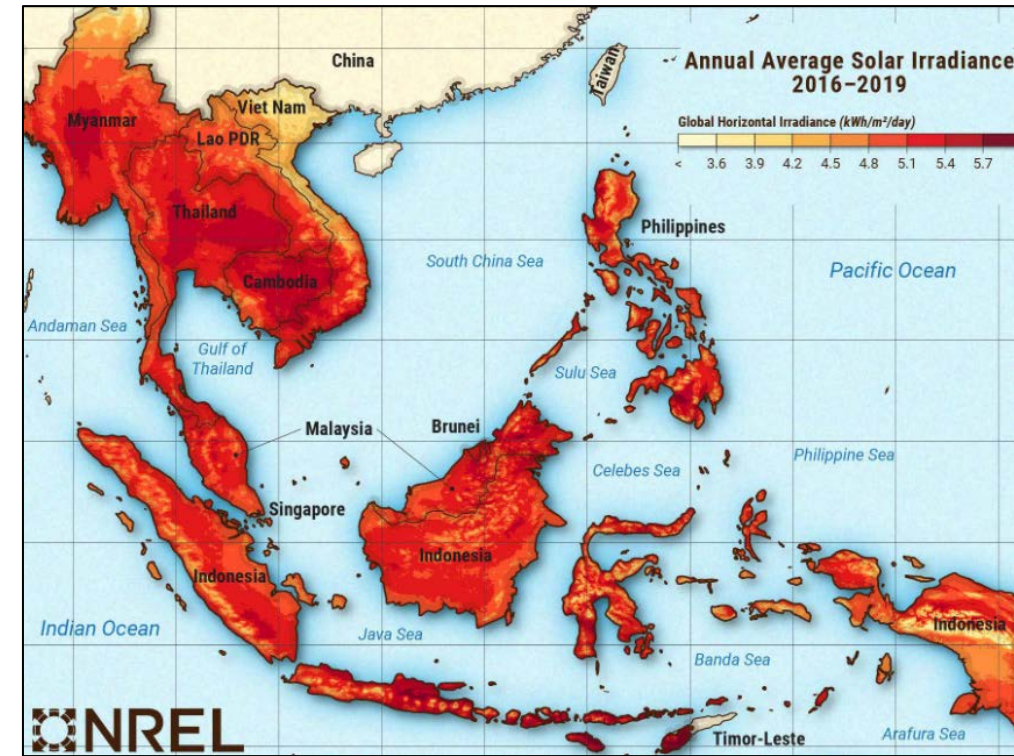 Annual Average Solar Irradiance
2016–2019
Global Horizontal Irradiance (kWh/m²/day)
< 3.6 3.9 4.2 4.5 4.8 5.1 5.4 5.7
China
Taiwan
Viet Nam
Myanmar
Lao PDR
Thailand
Philippines
South China Sea
Pacific Ocean
Cambodia
Andaman Sea
Gulf of
Thailand
Sulu Sea
Malaysia
Brunei
Celebes Sea
Philippine Sea
Singapore
Indonesia
Indonesia
Indian Ocean
Java Sea
Indonesia
Banda Sea
NREL
Timor-Leste
Arafura Sea